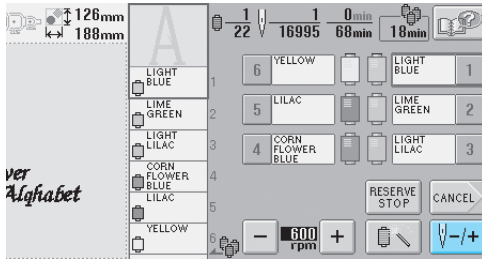 126mm
188mm
A
1
22
1
16995
0min
68min
18min
LIGHT
BLUE
1
LIME
GREEN
2
LIGHT
LILAC
3
CORN
FLOWER
BLUE
4
LILAC
5
YELLOW
6
ver
Alphabet
6
YELLOW
LIGHT
BLUE
1
5
LILAC
LIME
GREEN
2
4
CORN
FLOWER
BLUE
LIGHT
LILAC
3
RESERVE
STOP
CANCEL
−
600
rpm
+
−/+